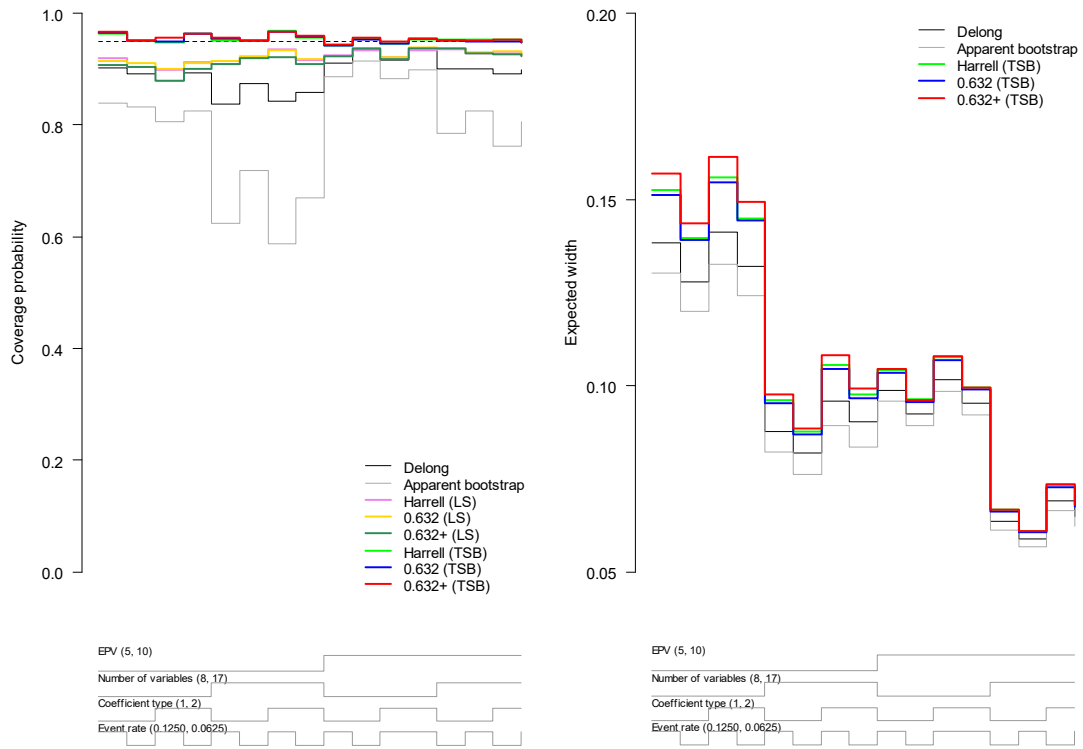 1.0
0.8
0.6
0.4
0.2
0.0
Coverage probability
Delong
Apparent bootstrap
Harrell (LS)
0.632 (LS)
0.632+ (LS)
Harrell (TSB)
0.632 (TSB)
0.632+ (TSB)
EPV (5, 10)
Number of variables (8, 17)
Coefficient type (1, 2)
Event rate (0.1250, 0.0625)
0.20
0.15
0.10
0.05
Expected width
Delong
Apparent bootstrap
Harrell (TSB)
0.632 (TSB)
0.632+ (TSB)
EPV (5, 10)
Number of variables (8, 17)
Coefficient type (1, 2)
Event rate (0.1250, 0.0625)